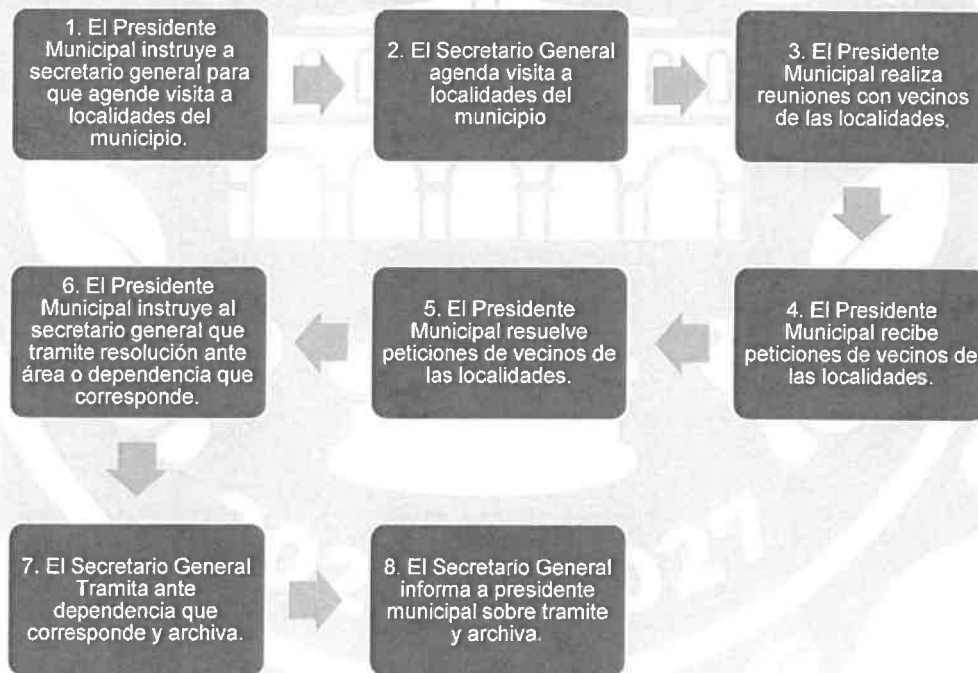 1. El Presidente
Municipal instruye a
secretario general para
que agende visita a
localidades del
municipio.
2. El Secretario General
agenda visita a
localidades del
municipio
3. El Presidente
Municipal realiza
reuniones con vecinos
de las localidades.
4. El Presidente
Municipal recibe
peticiones de vecinos de
las localidades.
5. El Presidente
Municipal resuelve
peticiones de vecinos de
las localidades.
6. El Presidente
Municipal instruye al
secretario general que
tramite resolución ante
área o dependencia que
corresponde.
7. El Secretario General
Tramita ante
dependencia que
corresponde y archiva.
8. El Secretario General
informa a presidente
municipal sobre tramite
y archiva.